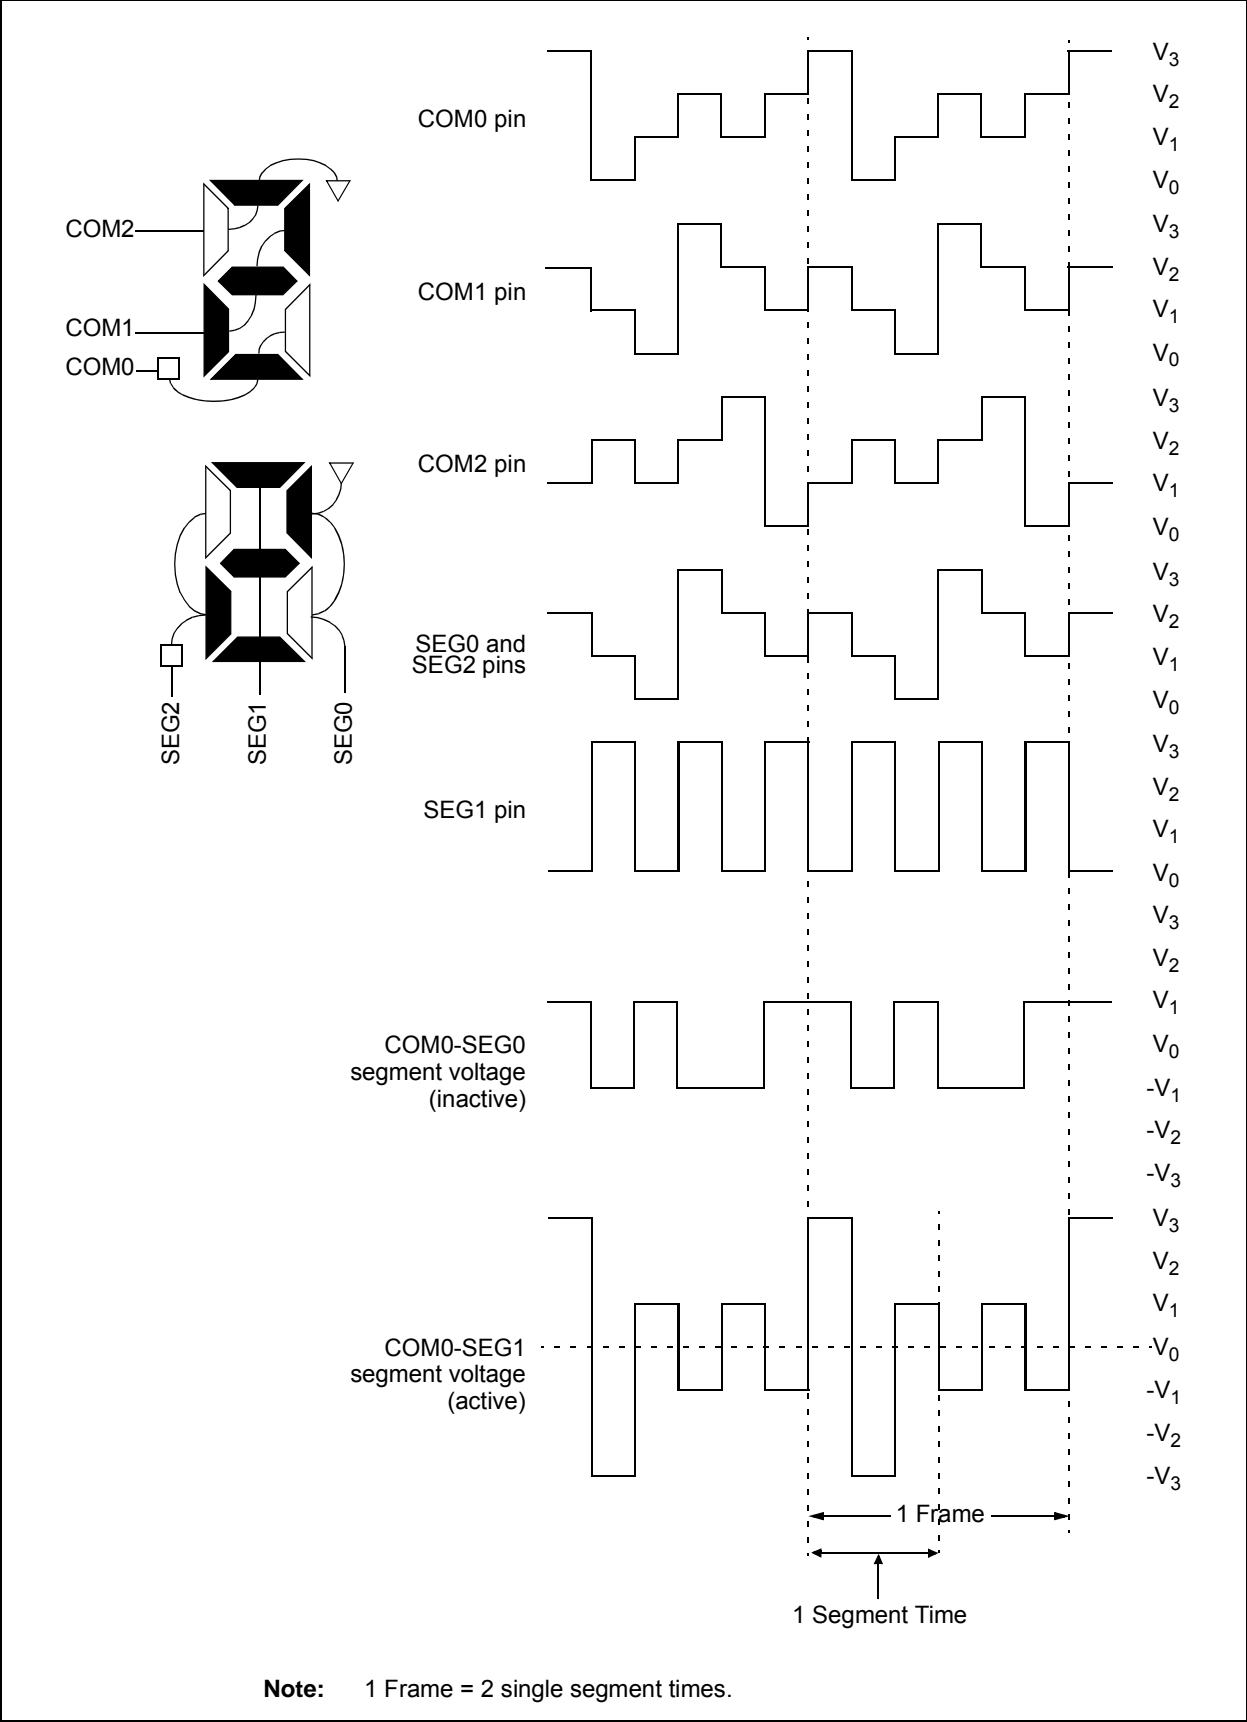 COM0 pin
V3
V2
V1
V0
COM2
COM1
COM0
COM1 pin
V3
V2
V1
V0
COM2 pin
V3
V2
V1
V0
SEG0 and
SEG2 pins
V3
V2
V1
V0
SEG2
SEG1
SEG0
SEG1 pin
V3
V2
V1
V0
COM0-SEG0
segment voltage
(inactive)
V3
V2
V1
V0
-V1
-V2
-V3
COM0-SEG1
segment voltage
(active)
V3
V2
V1
V0
-V1
-V2
-V3
1 Frame
1 Segment Time
Note: 1 Frame = 2 single segment times.